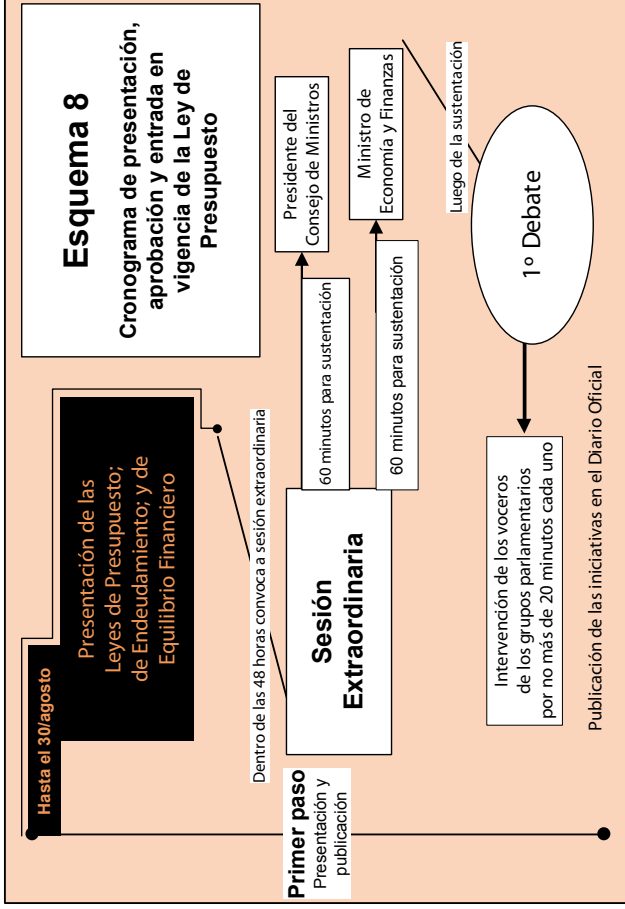 Esquema 8
Cronograma de presentación,
aprobación y entrada en
vigencia de la Ley de
Presupuesto
Hasta el 30/agosto
Presentación de las
Leyes de Presupuesto;
de Endeudamiento; y de
Equilibrio Financiero
Primer paso
Presentación y
publicación
Dentro de las 48 horas convoca a sesión extraordinaria
Sesión
Extraordinaria
60 minutos para sustentación
Presidente del
Consejo de Ministros
60 minutos para sustentación
Ministro de
Economía y Finanzas
Luego de la sustentación
1º Debate
Intervención de los voceros
de los grupos parlamentarios
por no más de 20 minutos cada uno
Publicación de las iniciativas en el Diario Oficial